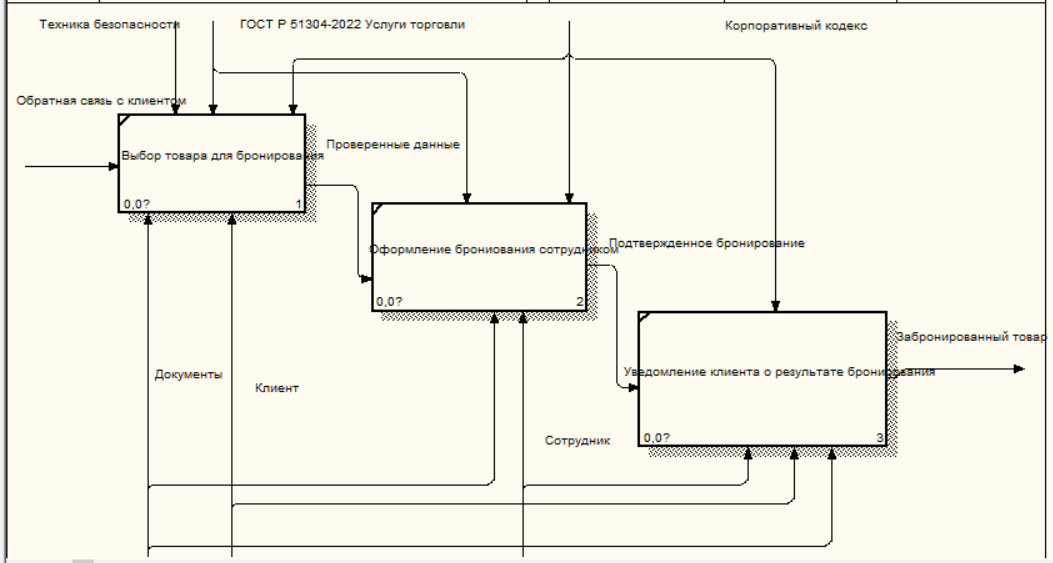 Техника безопасности
ГОСТ Р 51304-2022 Услуги торговли
Корпоративный кодекс
Обратная связь с клиентом
Выбор товара для бронирования
0,0?
1
Проверенные данные
Оформление брониования сотрудником
0,0?
2
Подтвержденное бронирование
Уведомление клиента о результате бронирования
0,0?
3
Забронированный товар
Документы
Клиент
Сотрудник